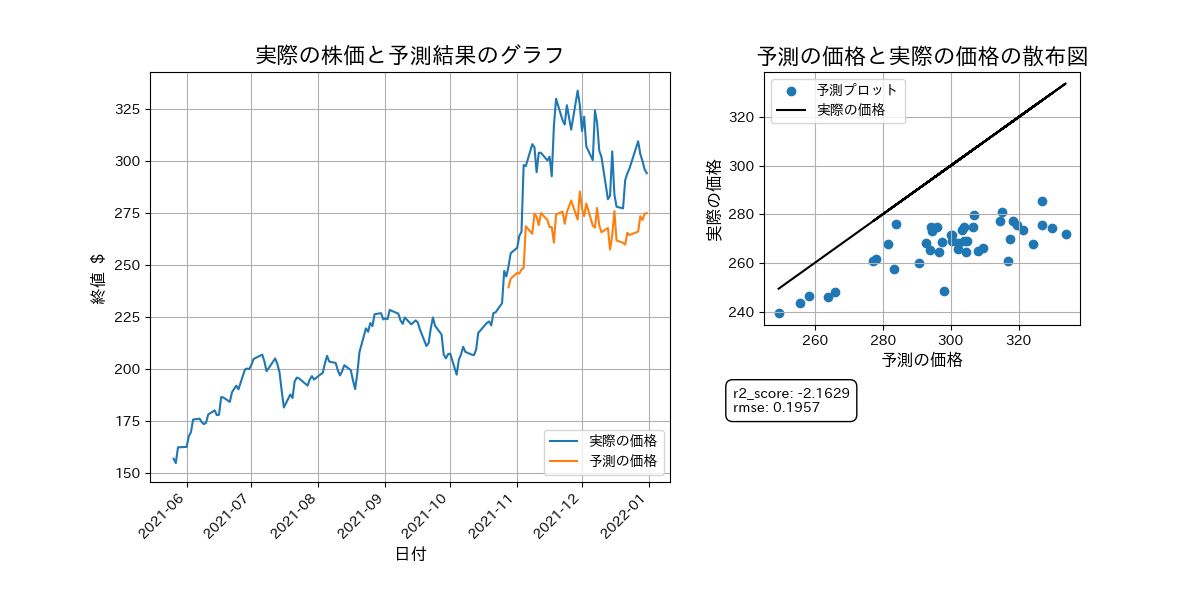 実際の株価と予測結果のグラフ
325
300
275
250
225
200
175
150
終値 $
2021-06
2021-07
2021-08
2021-09
2021-10
2021-11
2021-12
2022-01
日付
実際の価格
予測の価格
予測の価格と実際の価格の散布図
予測プロット
実際の価格
320
300
280
260
240
実際の価格
260
280
300
320
予測の価格
r2_score: -2.1629
rmse: 0.1957